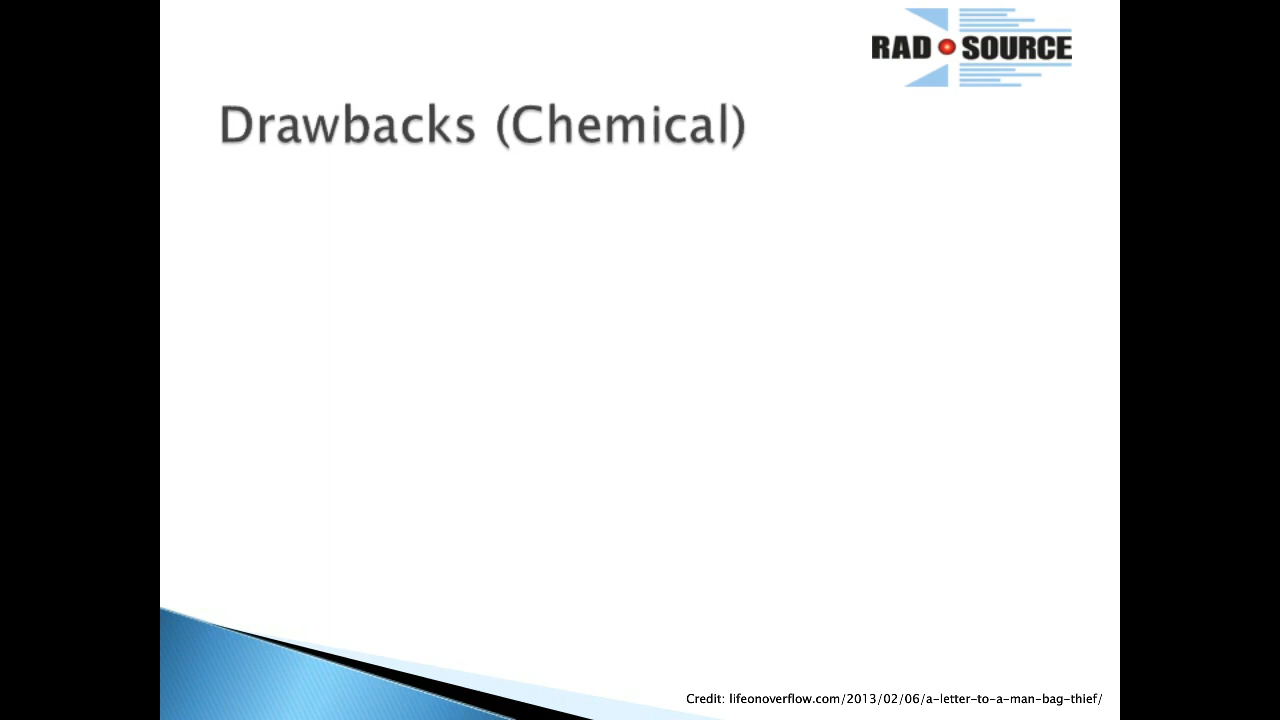 RAD SOURCE
Drawbacks (Chemical)
Credit: lifeonoverflow.com/2013/02/06/a-letter-to-a-man-bag-thief/